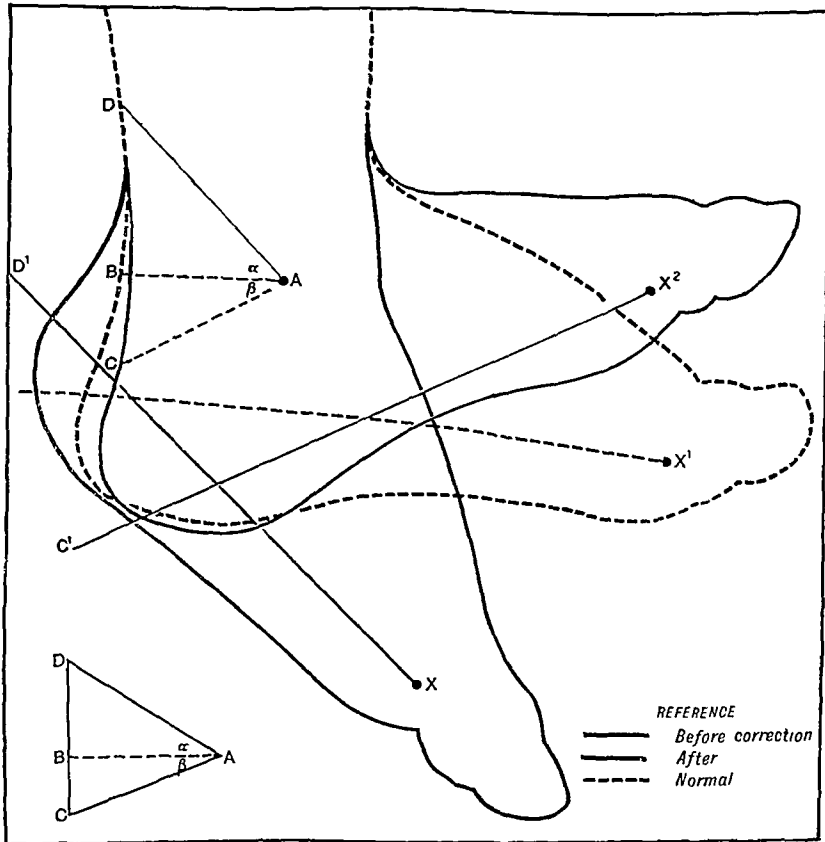 D
D¹
B
α
β
A
C
X²
X¹
C¹
X
D
B
α
β
A
C
REFERENCE
Before correction
After
Normal